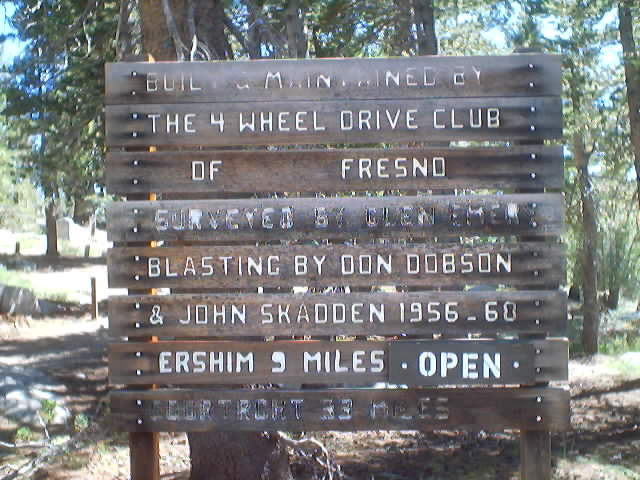 BUILT & MAINTAINED BY
THE 4 WHEEL DRIVE CLUB
OF FRESNO
SURVEYED BY GLEN EMERY
BLASTING BY DON DOBSON
& JOHN SKADDEN 1956-60
ERSHIM 9 MILES · OPEN ·
33 MILES